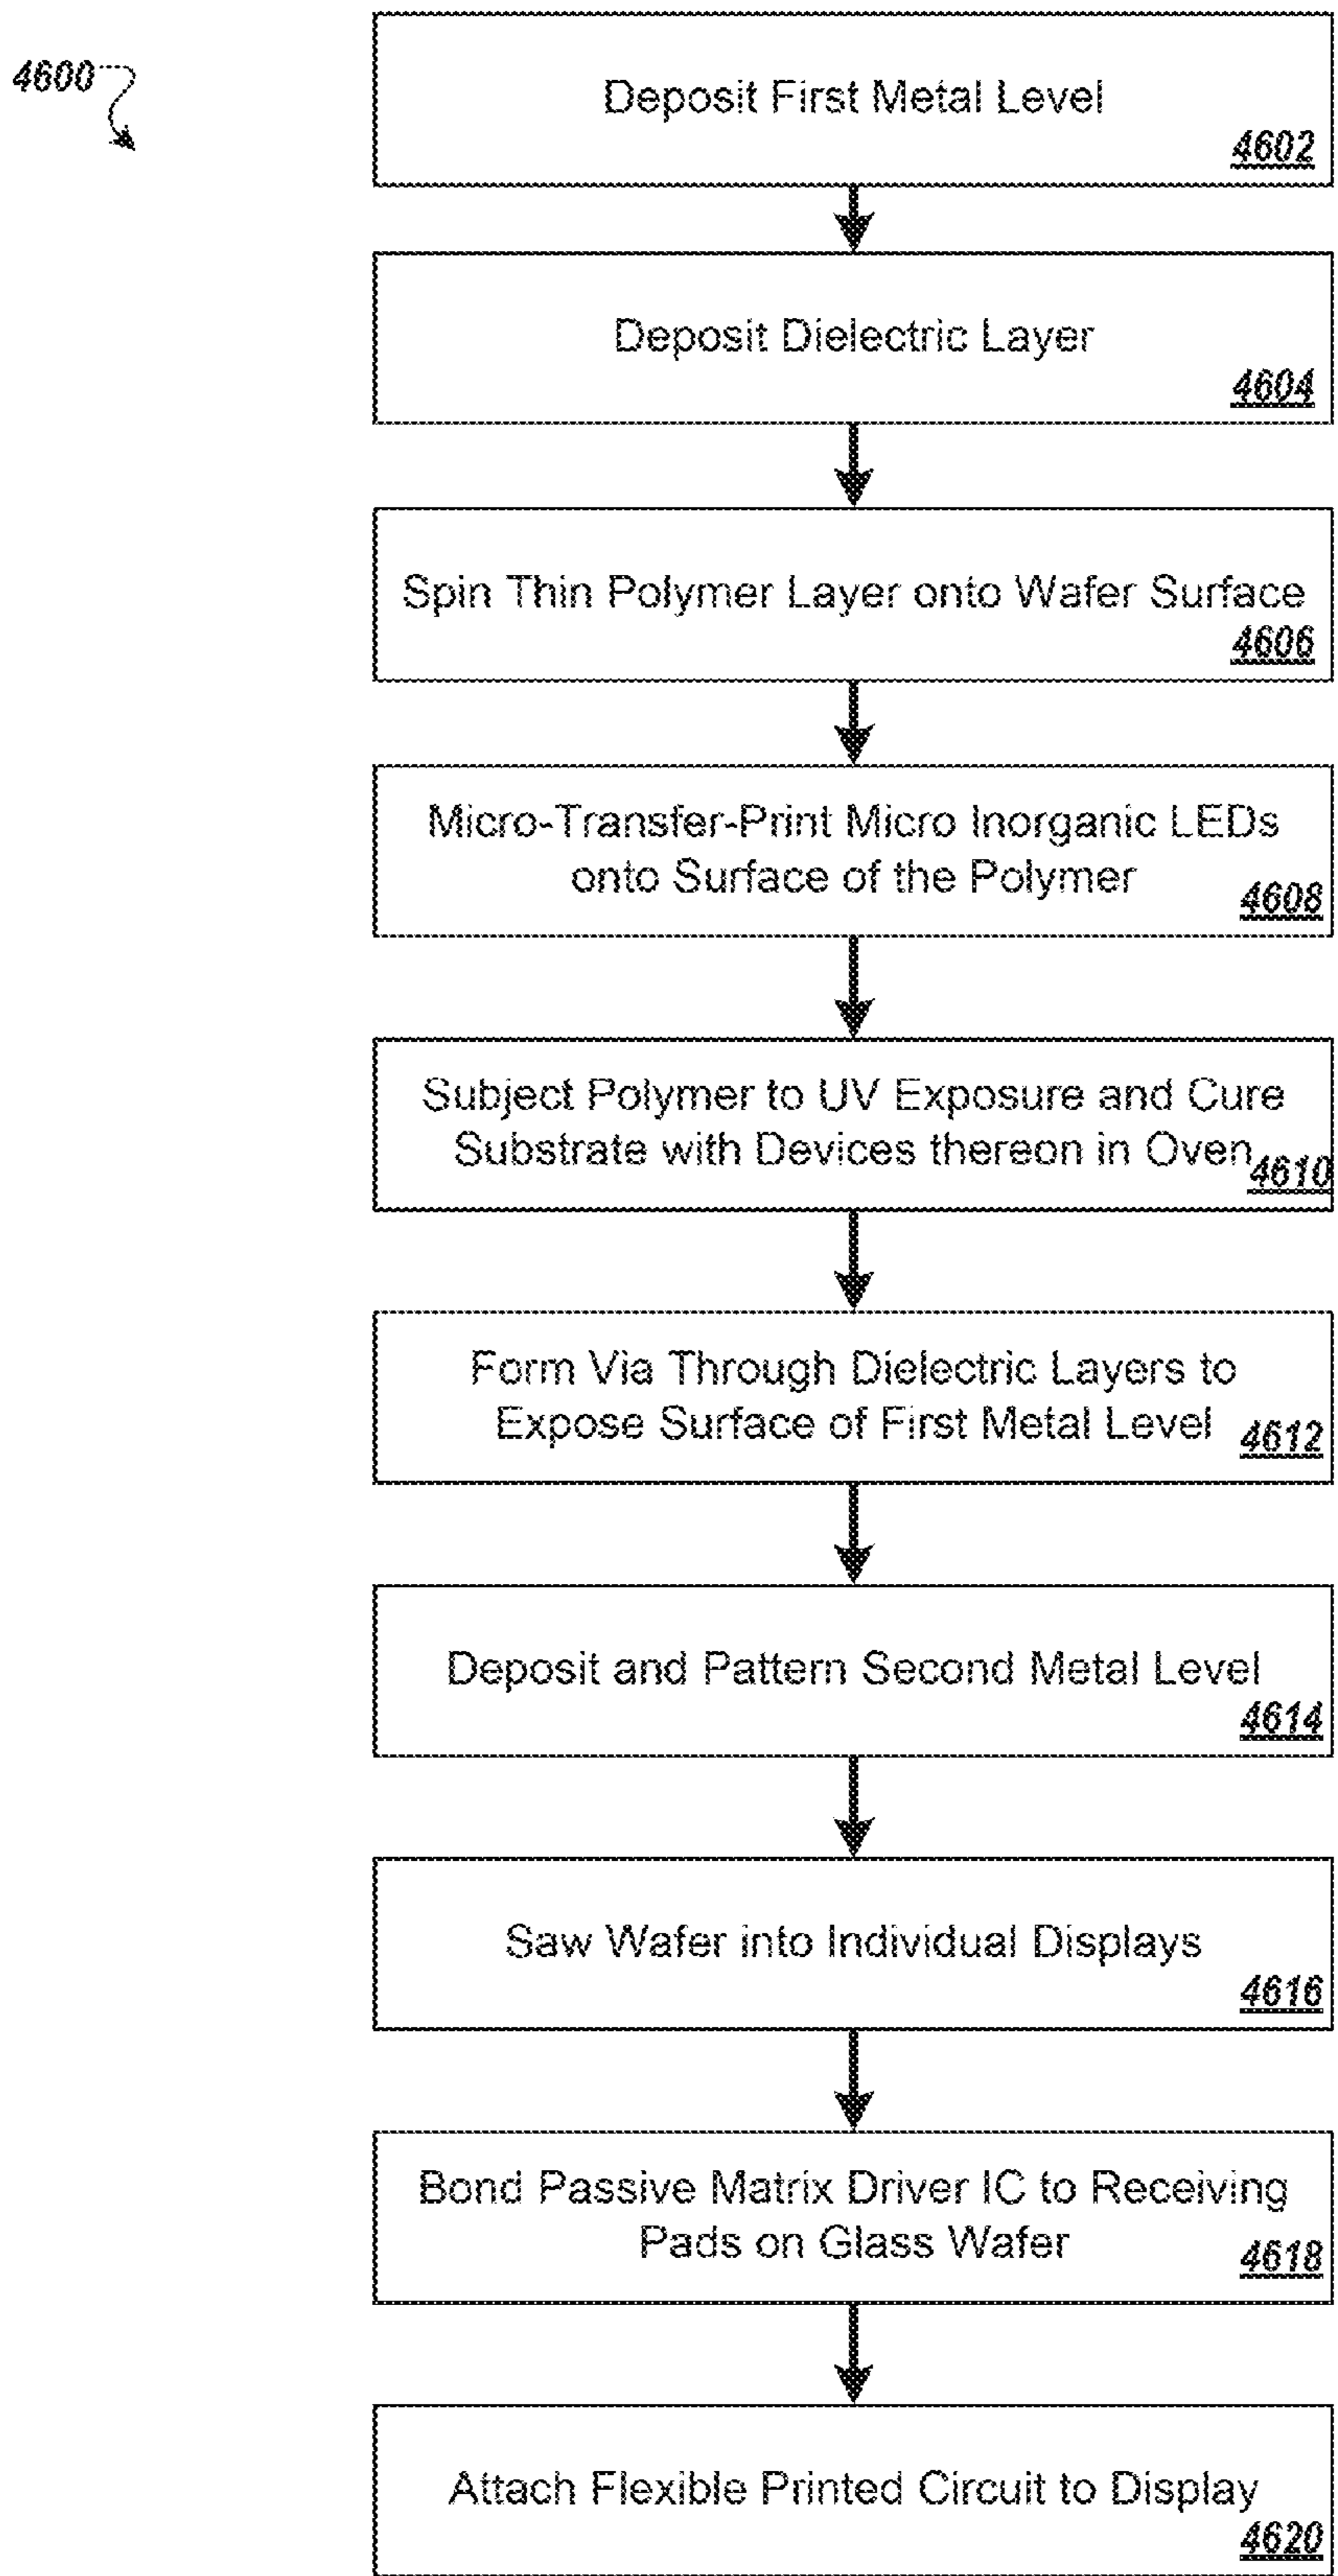 4600
Deposit First Metal Level
4602
Deposit Dielectric Layer
4604
Spin Thin Polymer Layer onto Wafer Surface
4606
Micro-Transfer-Print Micro Inorganic LEDs
onto Surface of the Polymer
4608
Subject Polymer to UV Exposure and Cure
Substrate with Devices thereon in Oven
4610
Form Via Through Dielectric Layers to
Expose Surface of First Metal Level
4612
Deposit and Pattern Second Metal Level
4614
Saw Wafer into Individual Displays
4616
Bond Passive Matrix Driver IC to Receiving
Pads on Glass Wafer
4618
Attach Flexible Printed Circuit to Display
4620